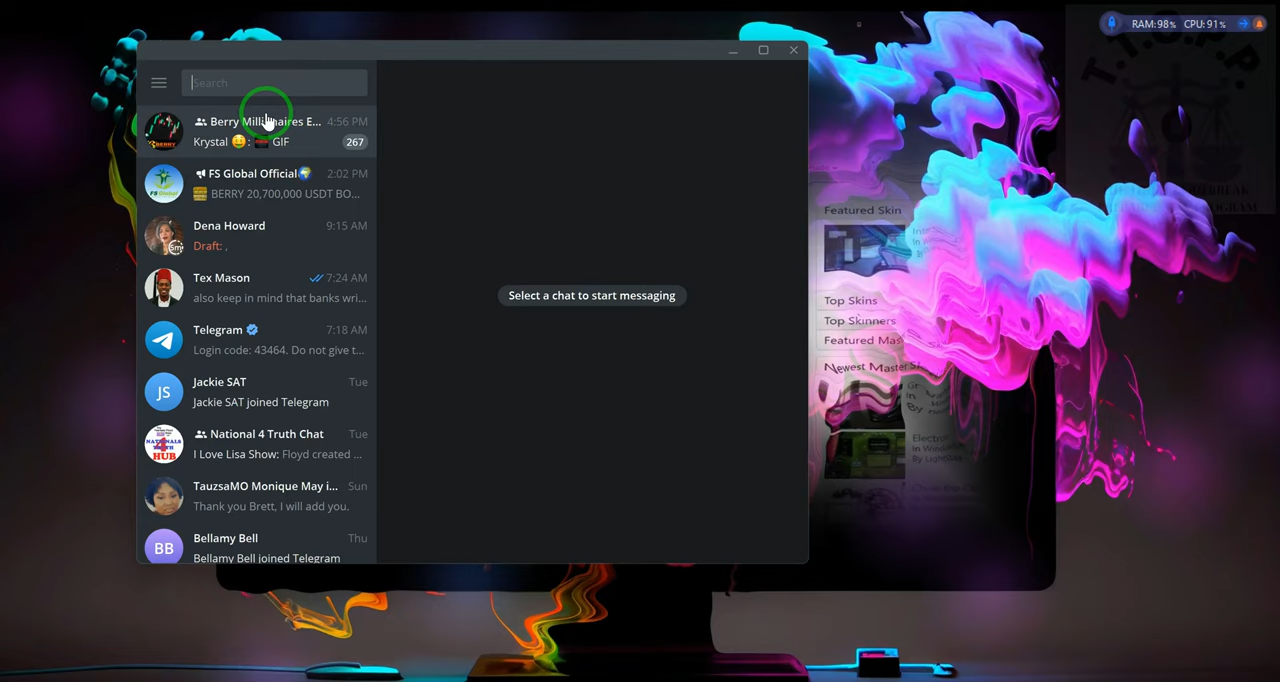 RAM:98% CPU:91%
T.S.P.P.
Search
Berry Millionaires E... 4:56 PM
Krystal 🤑: GIF 267
FS Global Official🌍 2:02 PM
BERRY 20,700,000 USDT BO...
Dena Howard 9:15 AM
Draft: ,
Tex Mason 7:24 AM
also keep in mind that banks wri...
Telegram 7:18 AM
Login code: 43464. Do not give t...
JS
Jackie SAT Tue
Jackie SAT joined Telegram
National 4 Truth Chat Tue
I Love Lisa Show: Floyd created ...
TauzsaMO Monique May i... Sun
Thank you Brett, I will add you.
BB
Bellamy Bell Thu
Bellamy Bell joined Telegram
Select a chat to start messaging
Featured Skin
Top Skins
Top Skinners
Featured Mas
Newest Master S